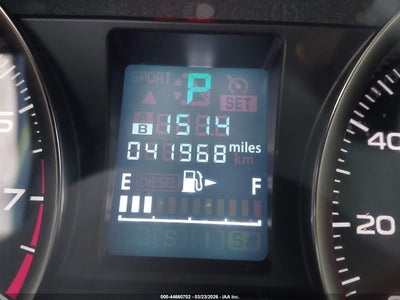 SPORT
P
SET
A
B 151.4
041968 miles
km
E DIESEL F
S#
5
7
40
20
000-44660702 - 03/23/2026 - IAA Inc.